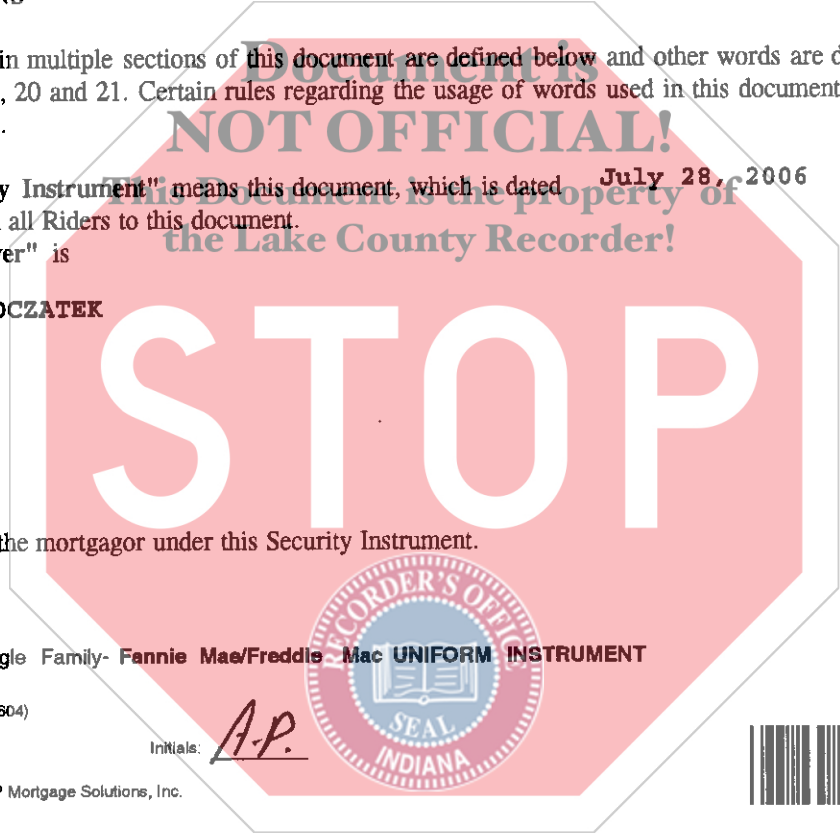 in multiple sections of this document are defined below and other words are d
, 20 and 21. Certain rules regarding the usage of words used in this document
.
Document is
NOT OFFICIAL!
This Document is the property of
the Lake County Recorder!
y Instrument" means this document, which is dated July 28, 2006
all Riders to this document.
er" is
OCZATEK
STOP
the mortgagor under this Security Instrument.
RECORDER'S OFFICE
SEAL
INDIANA
gle Family- Fannie Mae/Freddie Mac UNIFORM INSTRUMENT
604)
Initials: A.P.
P Mortgage Solutions, Inc.